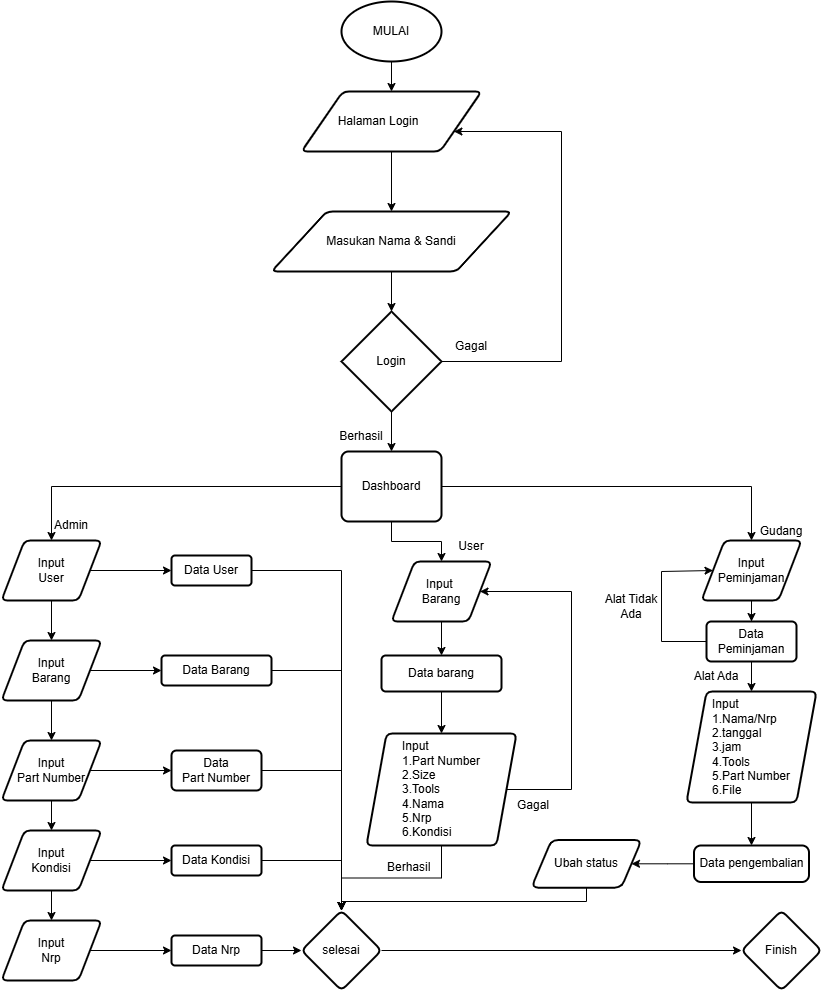 MULAI
Halaman Login
Masukan Nama & Sandi
Login
Gagal
Berhasil
Dashboard
Admin
Input
User
Data User
Input
Barang
Data Barang
Input
Part Number
Data
Part Number
Input
Kondisi
Data Kondisi
Input
Nrp
Data Nrp
User
Input
Barang
Data barang
Input
1.Part Number
2.Size
3.Tools
4.Nama
5.Nrp
6.Kondisi
Gagal
Berhasil
Gudang
Input
Peminjaman
Alat Tidak
Ada
Data
Peminjaman
Alat Ada
Input
1.Nama/Nrp
2.tanggal
3.jam
4.Tools
5.Part Number
6.File
Data pengembalian
Ubah status
selesai
Finish